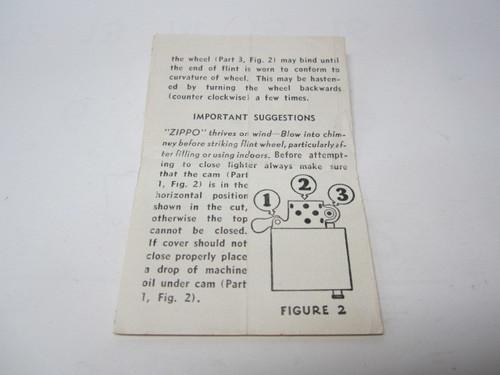 the wheel (Part 3, Fig. 2) may bind until
the end of flint is worn to conform to
curvature of wheel. This may be hasten-
ed by turning the wheel backwards
(counter clockwise) a few times.
IMPORTANT SUGGESTIONS
"ZIPPO" thrives on wind—Blow into chim-
ney before striking flint wheel, particularly af-
ter filling or using indoors. Before attempt-
ing to close lighter always make sure
that the cam (Part
1, Fig. 2) is in the
horizontal position
shown in the cut,
otherwise the top
cannot be closed.
If cover should not
close properly place
a drop of machine
oil under cam (Part
1, Fig. 2).
1 2 3
FIGURE 2